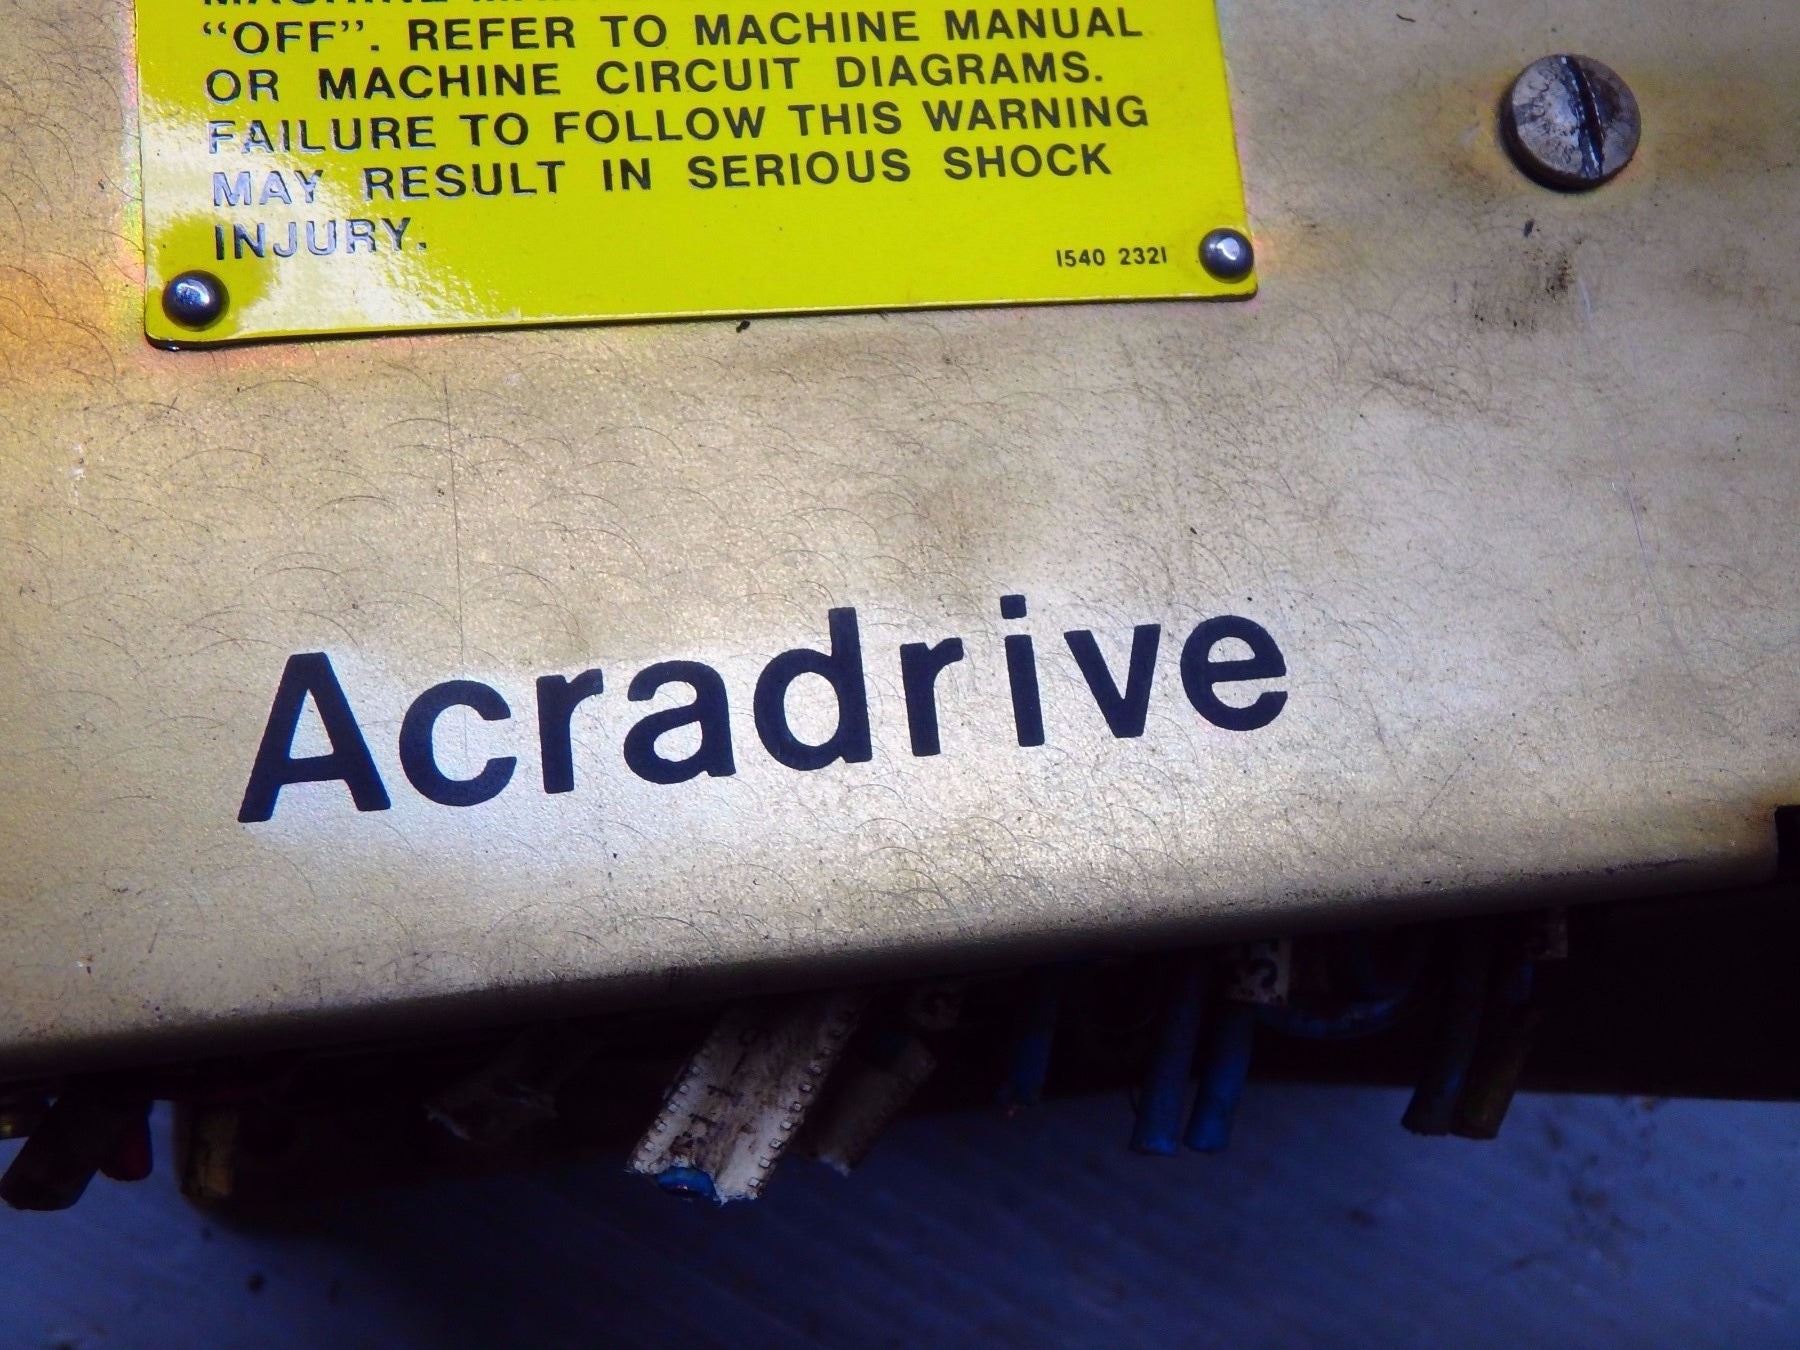 “OFF”. REFER TO MACHINE MANUAL
OR MACHINE CIRCUIT DIAGRAMS.
FAILURE TO FOLLOW THIS WARNING
MAY RESULT IN SERIOUS SHOCK
INJURY.
1540 2321
Acradrive
5